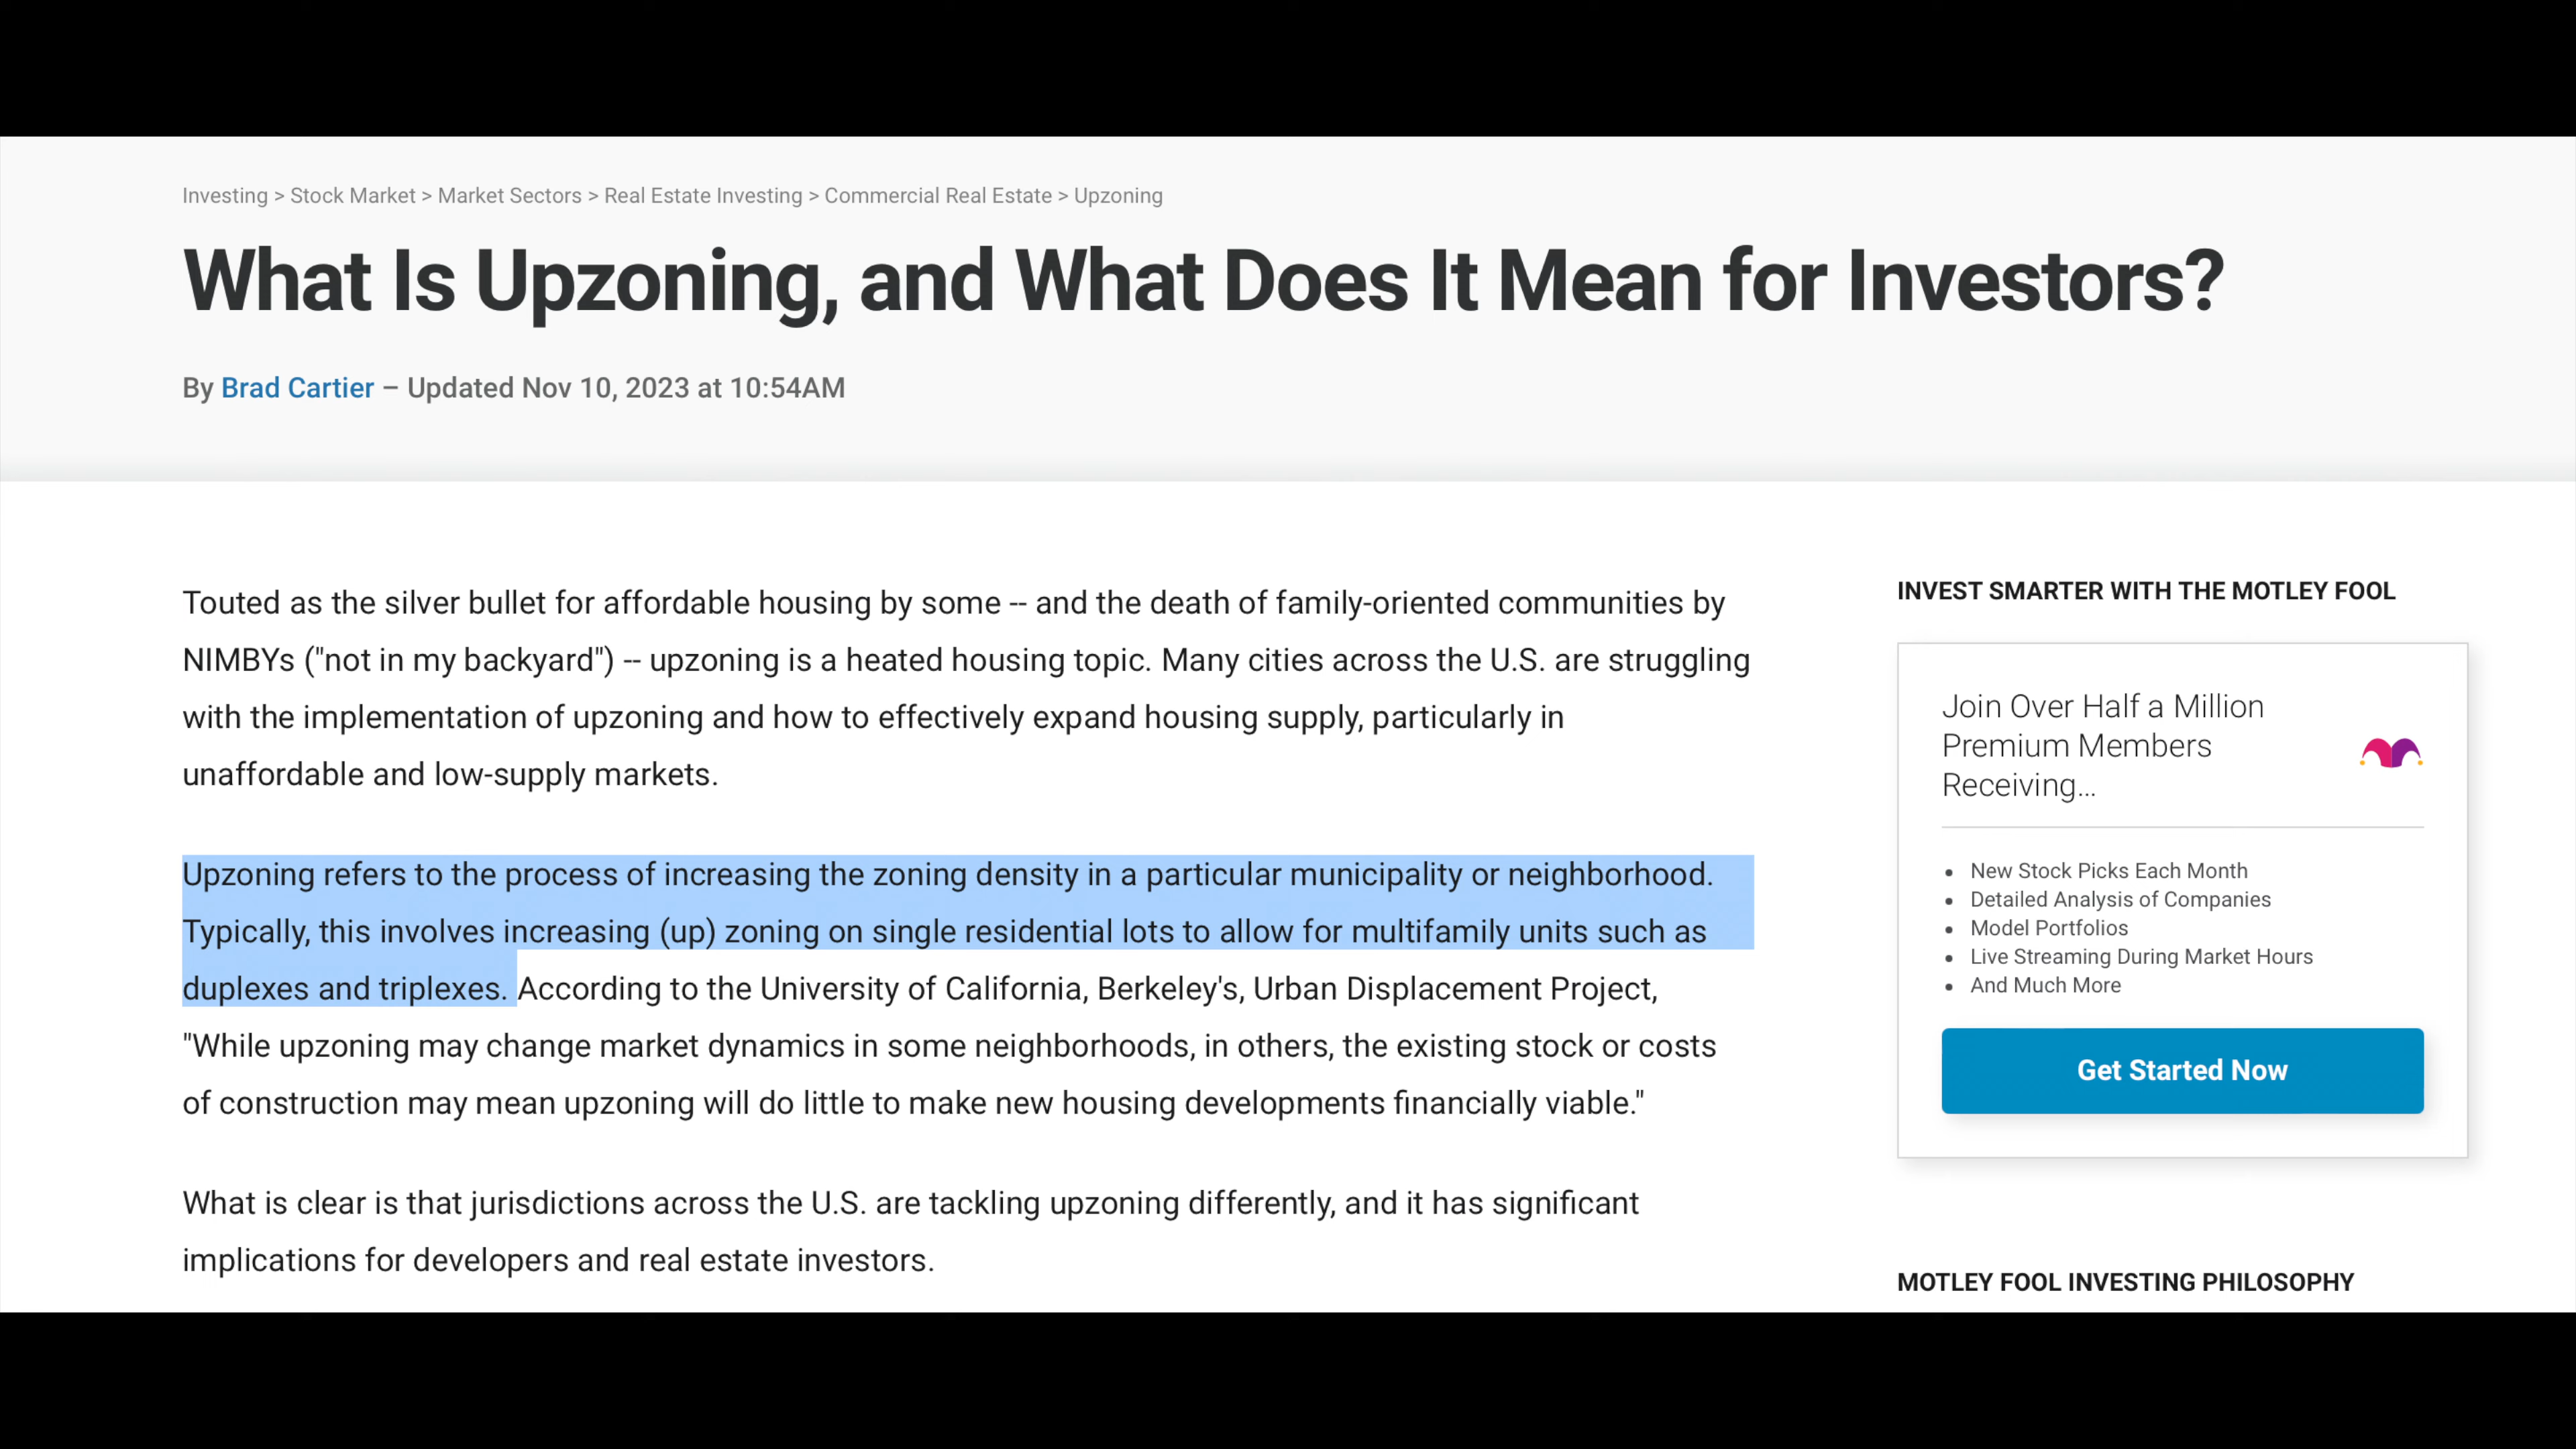 Investing > Stock Market > Market Sectors > Real Estate Investing > Commercial Real Estate > Upzoning
What Is Upzoning, and What Does It Mean for Investors?
By Brad Cartier – Updated Nov 10, 2023 at 10:54AM
Touted as the silver bullet for affordable housing by some -- and the death of family-oriented communities by
NIMBYs ("not in my backyard") -- upzoning is a heated housing topic. Many cities across the U.S. are struggling
with the implementation of upzoning and how to effectively expand housing supply, particularly in
unaffordable and low-supply markets.
Upzoning refers to the process of increasing the zoning density in a particular municipality or neighborhood.
Typically, this involves increasing (up) zoning on single residential lots to allow for multifamily units such as
duplexes and triplexes. According to the University of California, Berkeley's, Urban Displacement Project,
"While upzoning may change market dynamics in some neighborhoods, in others, the existing stock or costs
of construction may mean upzoning will do little to make new housing developments financially viable."
What is clear is that jurisdictions across the U.S. are tackling upzoning differently, and it has significant
implications for developers and real estate investors.
INVEST SMARTER WITH THE MOTLEY FOOL
Join Over Half a Million
Premium Members
Receiving...
• New Stock Picks Each Month
• Detailed Analysis of Companies
• Model Portfolios
• Live Streaming During Market Hours
• And Much More
Get Started Now
MOTLEY FOOL INVESTING PHILOSOPHY